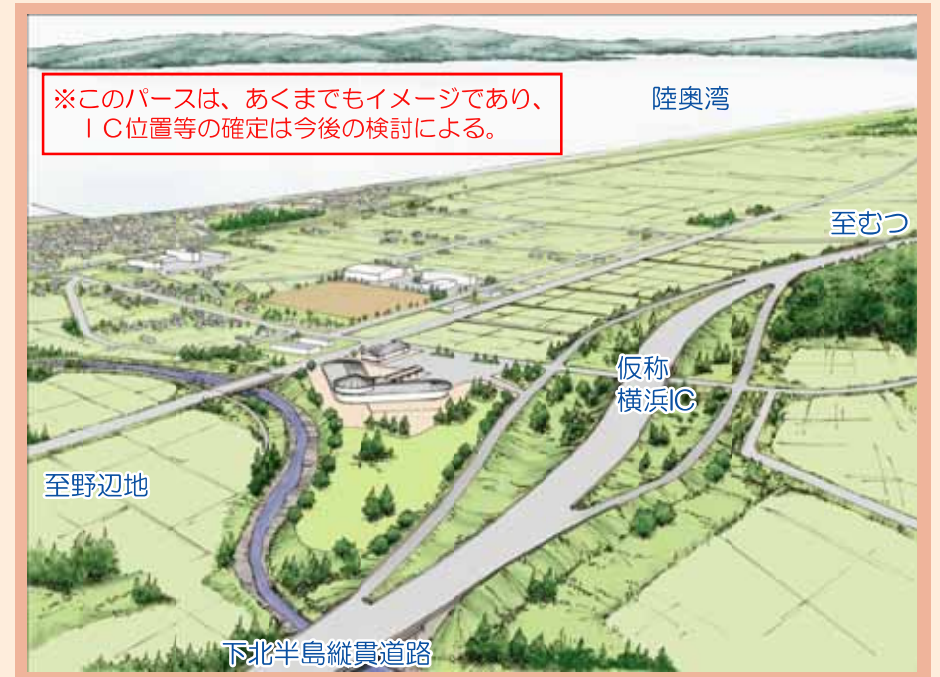 ※このパースは、あくまでもイメージであり、
IC位置等の確定は今後の検討による。
陸奥湾
至むつ
仮称
横浜IC
至野辺地
下北半島縦貫道路